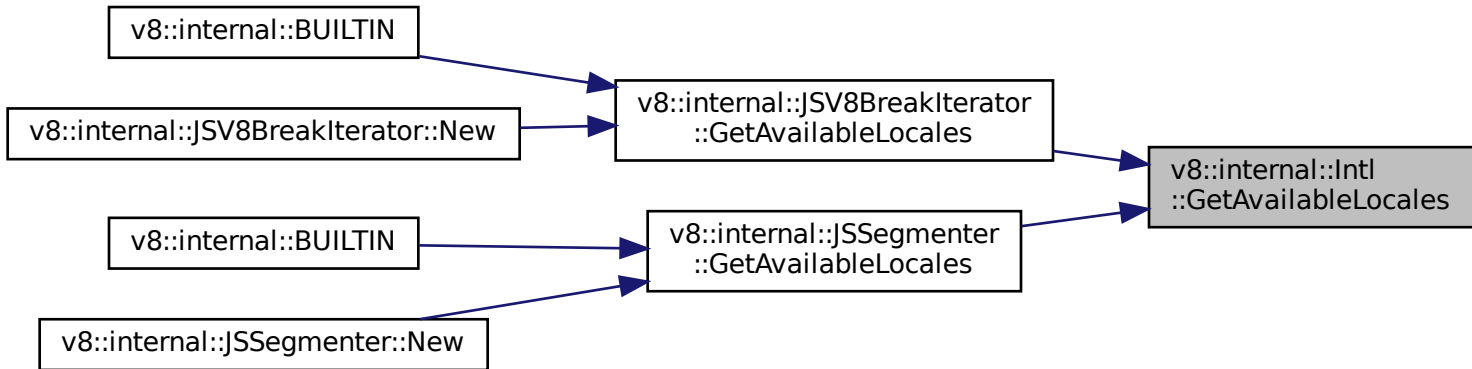 v8::internal::BUILTIN
v8::internal::JSV8BreakIterator::New
v8::internal::JSV8BreakIterator
::GetAvailableLocales
v8::internal::BUILTIN
v8::internal::JSSegmenter::New
v8::internal::JSSegmenter
::GetAvailableLocales
v8::internal::Intl
::GetAvailableLocales